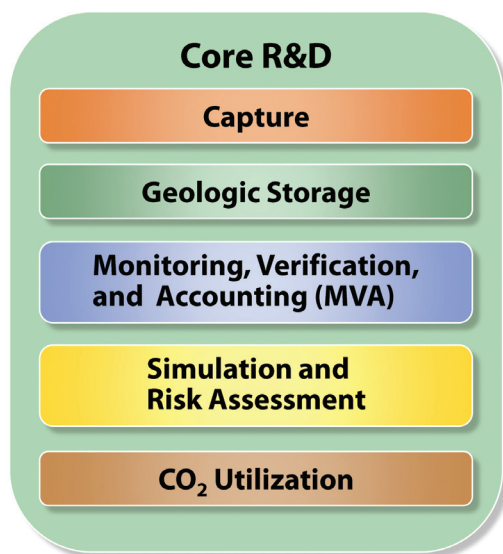 Core R&D
Capture
Geologic Storage
Monitoring, Verification,
and Accounting (MVA)
Simulation and
Risk Assessment
CO₂ Utilization